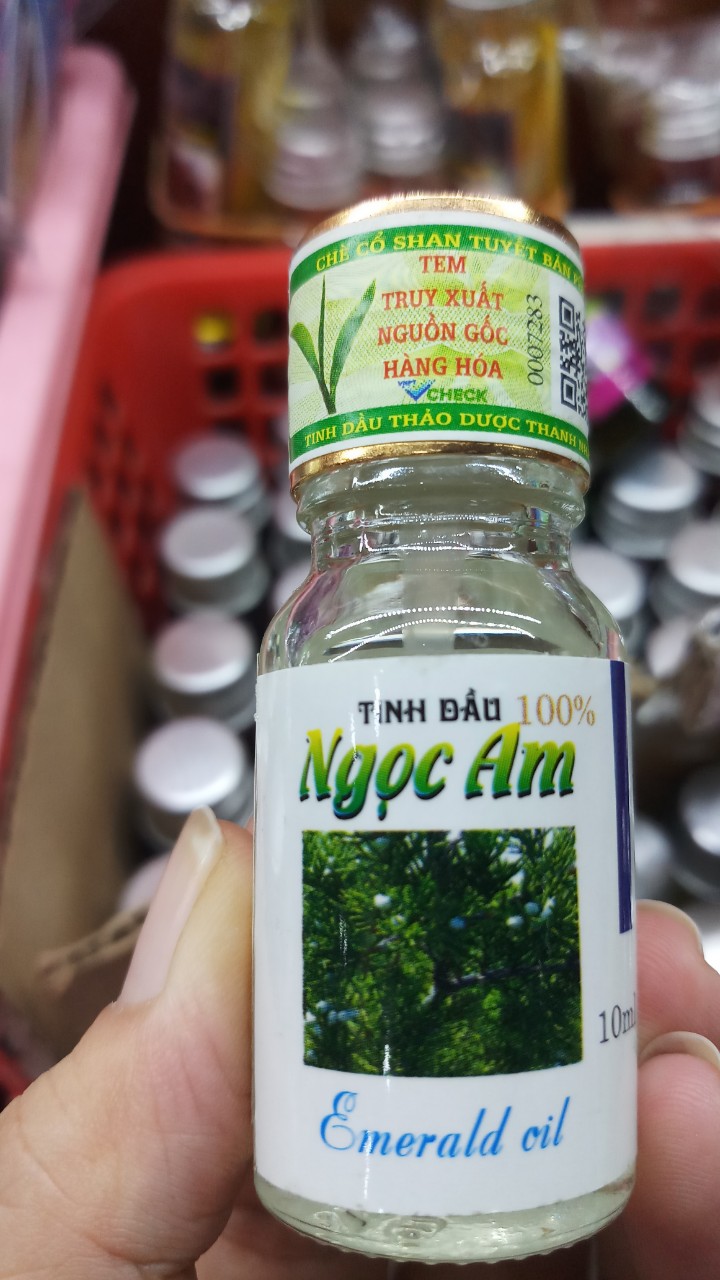 CHÈ CỔ SHAN TUYẾT BẢN
TEM
TRUY XUẤT
NGUỒN GỐC
HÀNG HÓA
0007283
VNPT CHECK
TINH DẦU THẢO DƯỢC THANH
TINH DẦU 100%
Ngọc Am
10ml
Emerald oil